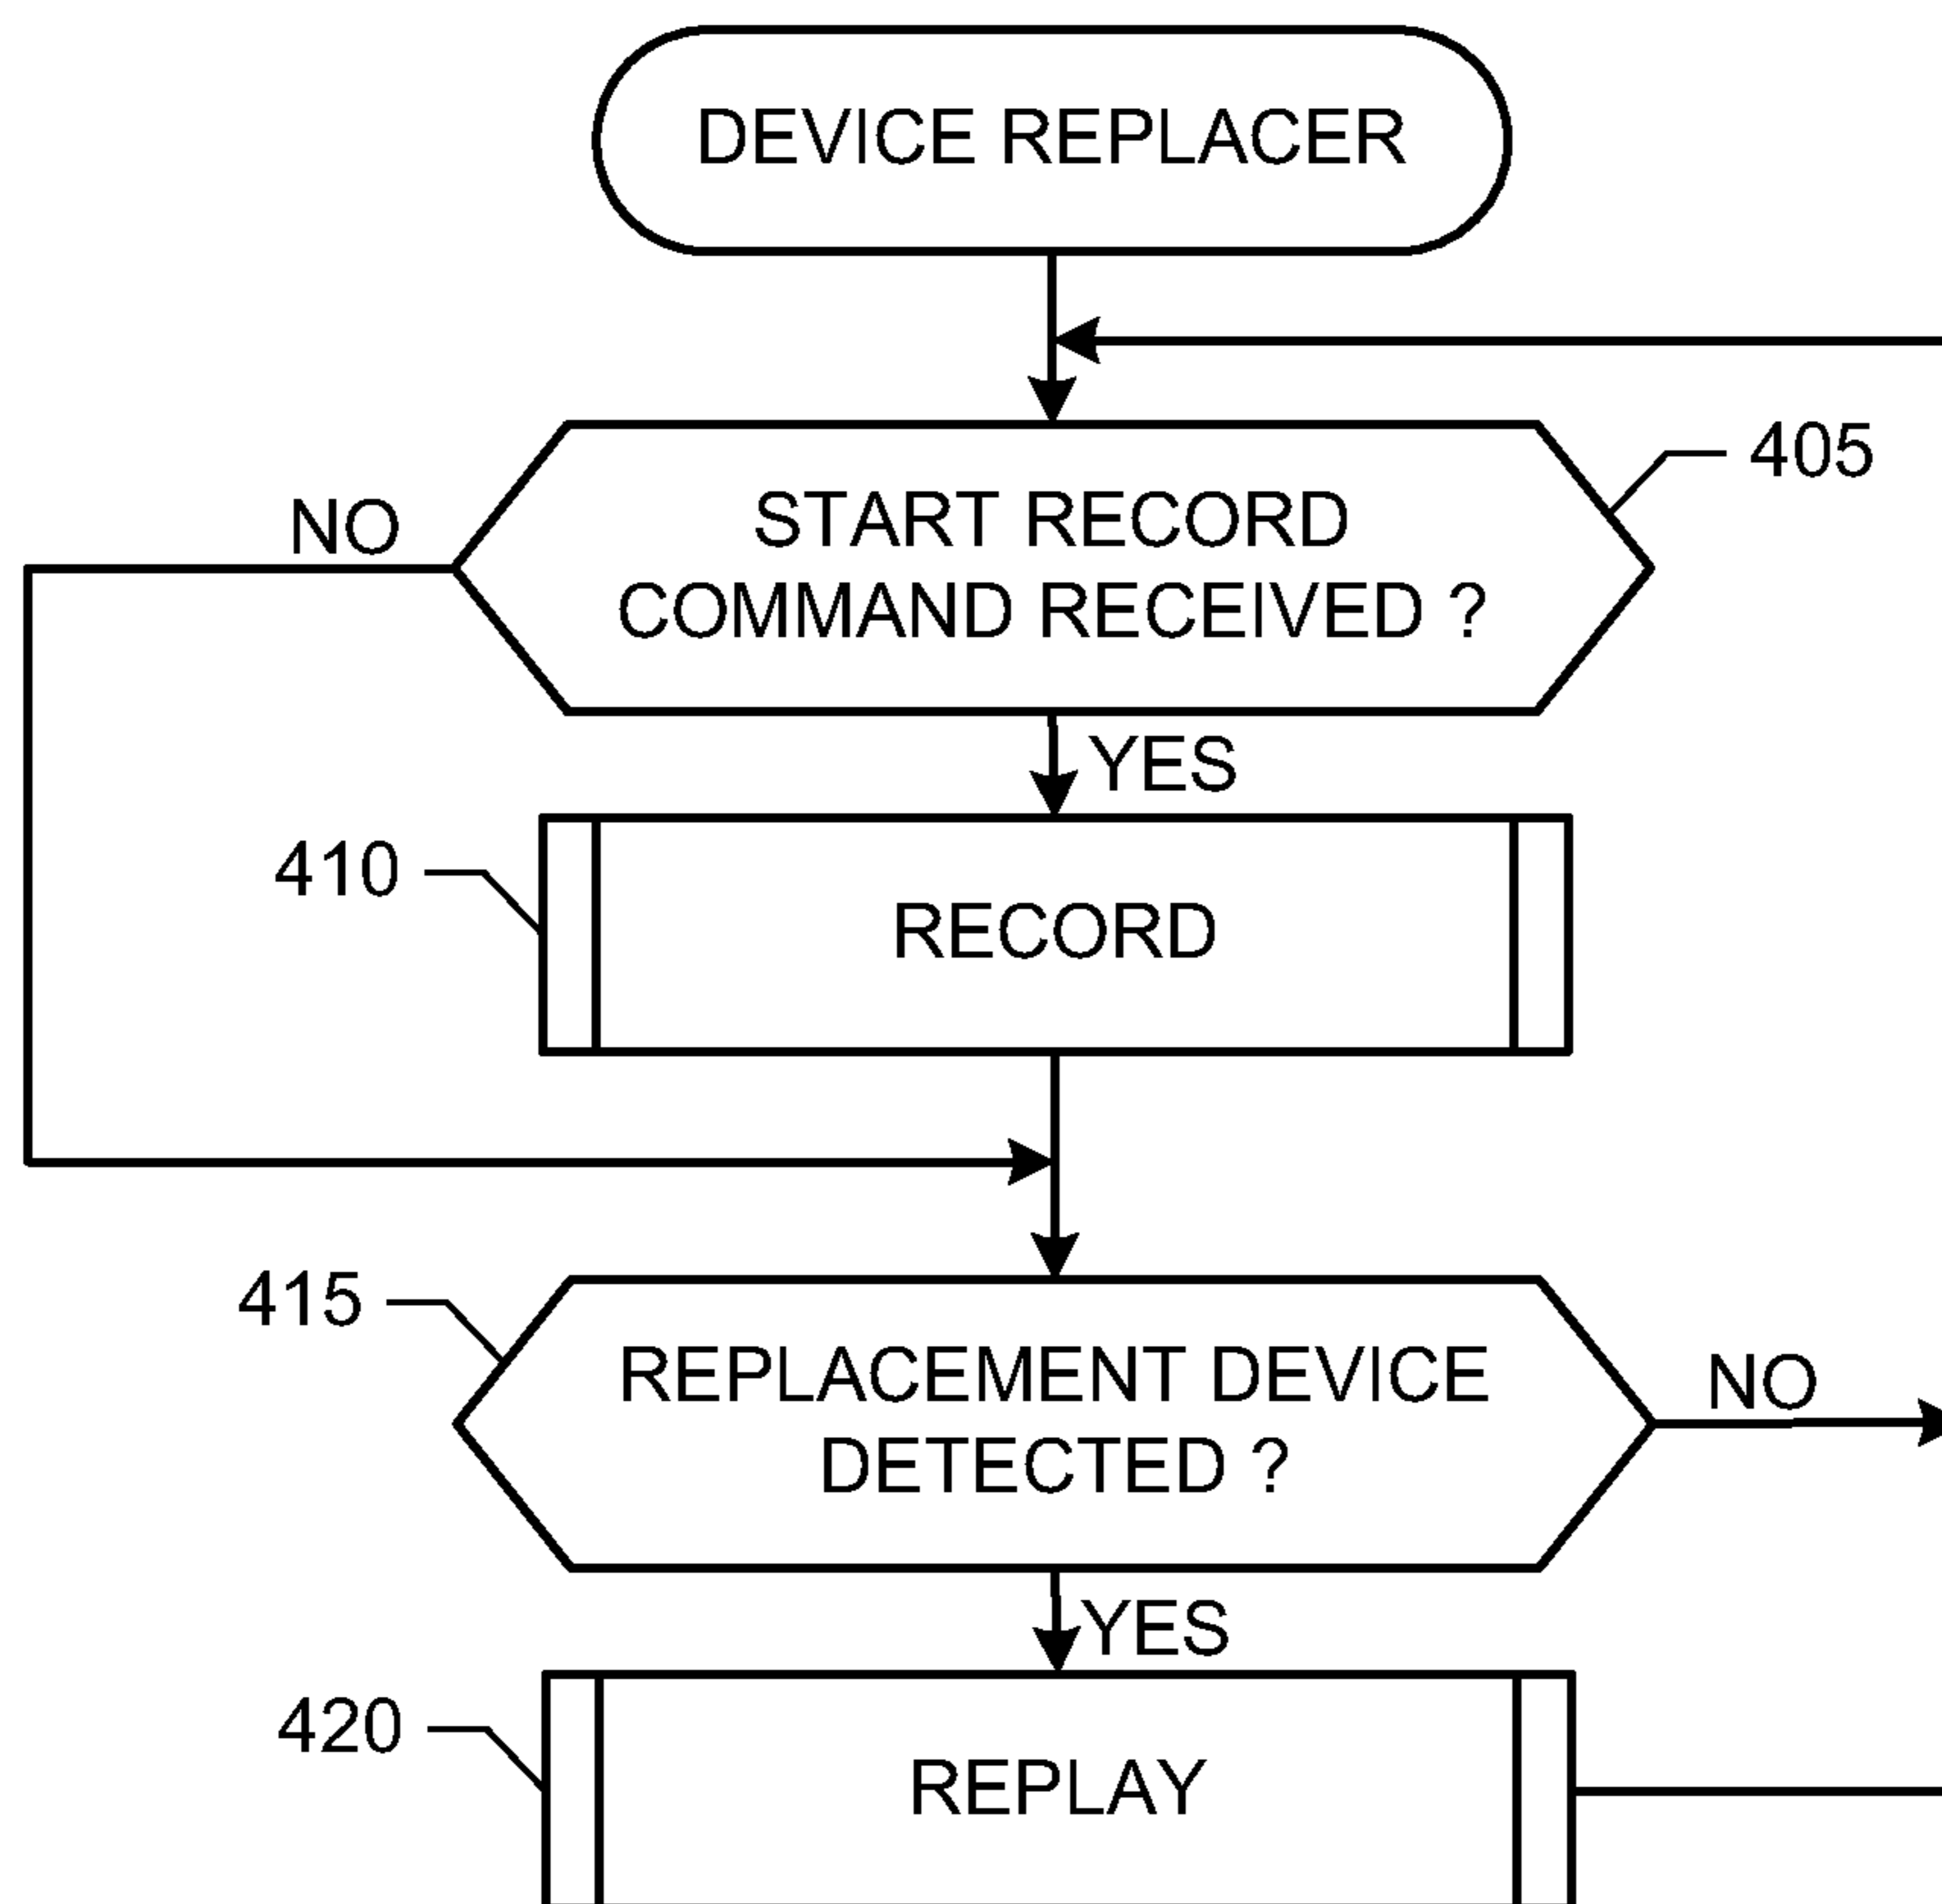 DEVICE REPLACER
405
NO
START RECORD
COMMAND RECEIVED ?
YES
410
RECORD
415
REPLACEMENT DEVICE
DETECTED ?
NO
YES
420
REPLAY